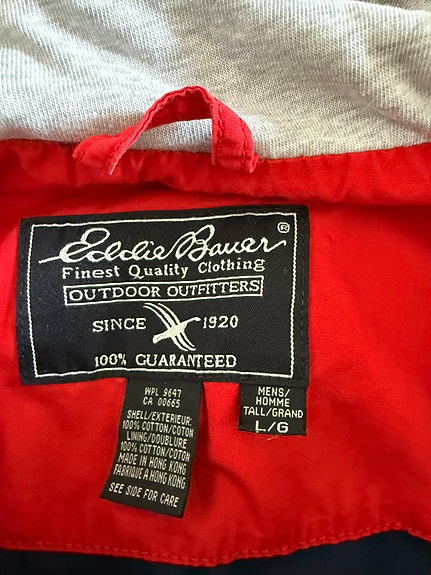 Eddie Bauer®
Finest Quality Clothing
OUTDOOR OUTFITTERS
SINCE 1920
100% GUARANTEED
WPL 9647
CA 00665
SHELL/EXTERIEUR:
100% COTTON/COTON
LINING/DOUBLURE
100% COTTON/COTON
MADE IN HONG KONG
FABRIQUÉ A HONG KONG
SEE SIDE FOR CARE
MENS/
HOMME
TALL/GRAND
L/G